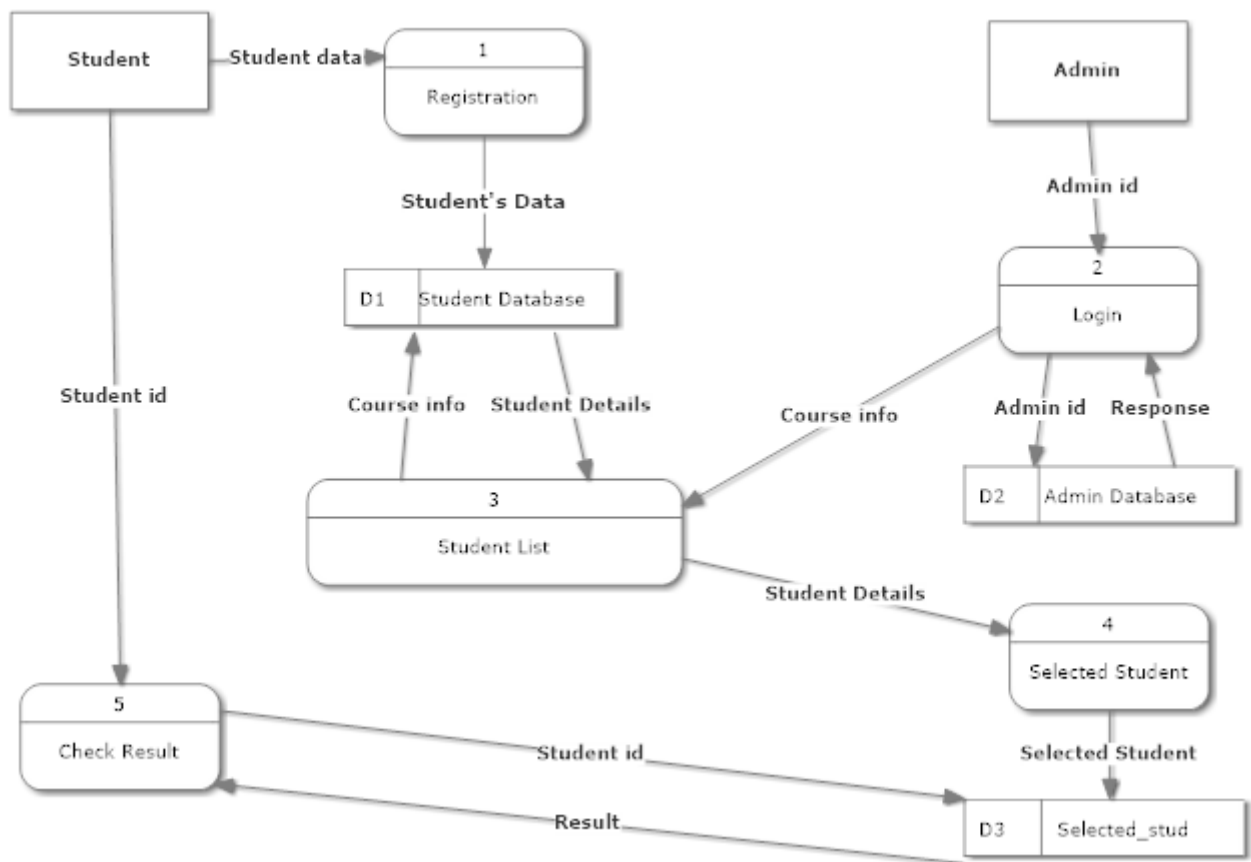 Student
Student data
1
Registration
Admin
Admin id
Student's Data
2
Login
D1
Student Database
Student id
Course info
Student Details
Course info
Admin id
Response
D2
Admin Database
3
Student List
Student Details
4
Selected Student
5
Check Result
Student id
Selected Student
Result
D3
Selected_stud